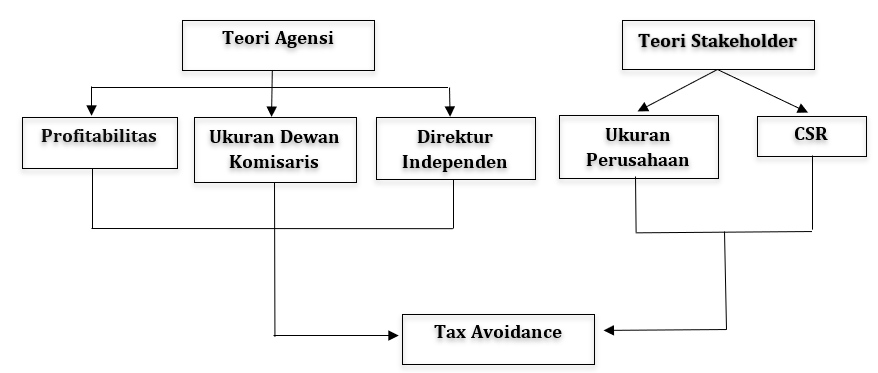 Teori Agensi
Teori Stakeholder
Profitabilitas
Ukuran Dewan
Komisaris
Direktur
Independen
Ukuran
Perusahaan
CSR
Tax Avoidance